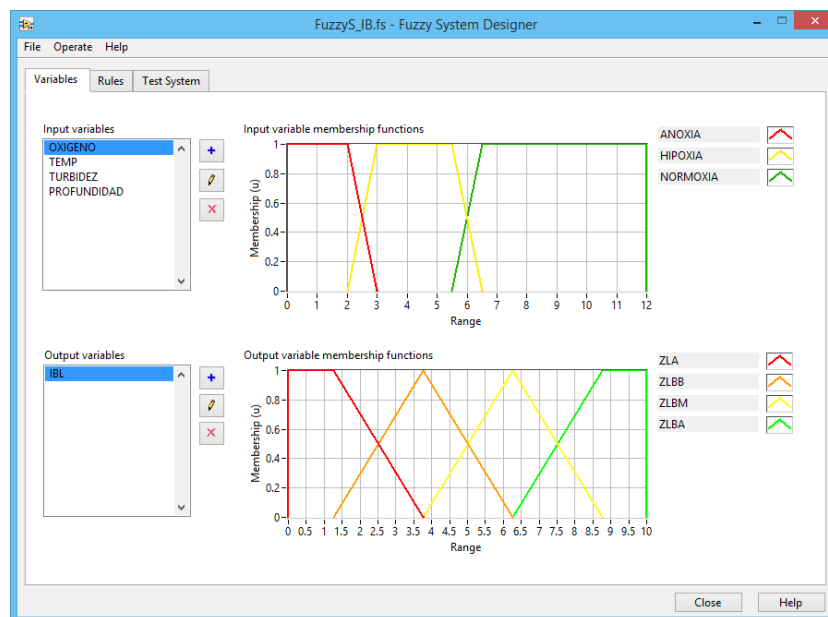 FuzzyS_IB.fs - Fuzzy System Designer
File Operate Help
Variables Rules Test System
Input variables
OXIGENO
TEMP
TURBIDEZ
PROFUNDIDAD
Input variable membership functions
Membership (u)
1
0.8
0.6
0.4
0.2
0
0 1 2 3 4 5 6 7 8 9 10 11 12
Range
ANOXIA
HIPOXIA
NORMOXIA
Output variables
IBL
Output variable membership functions
Membership (u)
1
0.8
0.6
0.4
0.2
0
0 0.5 1 1.5 2 2.5 3 3.5 4 4.5 5 5.5 6 6.5 7 7.5 8 8.5 9 9.5 10
Range
ZLA
ZLBB
ZLBM
ZLBA
Close Help